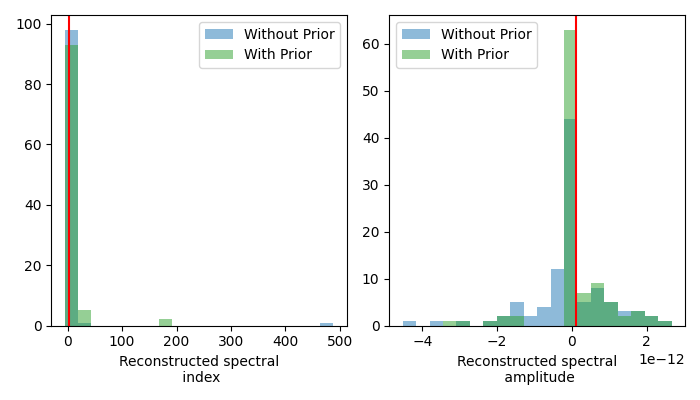 100
80
60
40
20
0
0
100
200
300
400
500
Reconstructed spectral
index
Without Prior
With Prior
60
50
40
30
20
10
0
−4
−2
0
2
1e−12
Reconstructed spectral
amplitude
Without Prior
With Prior